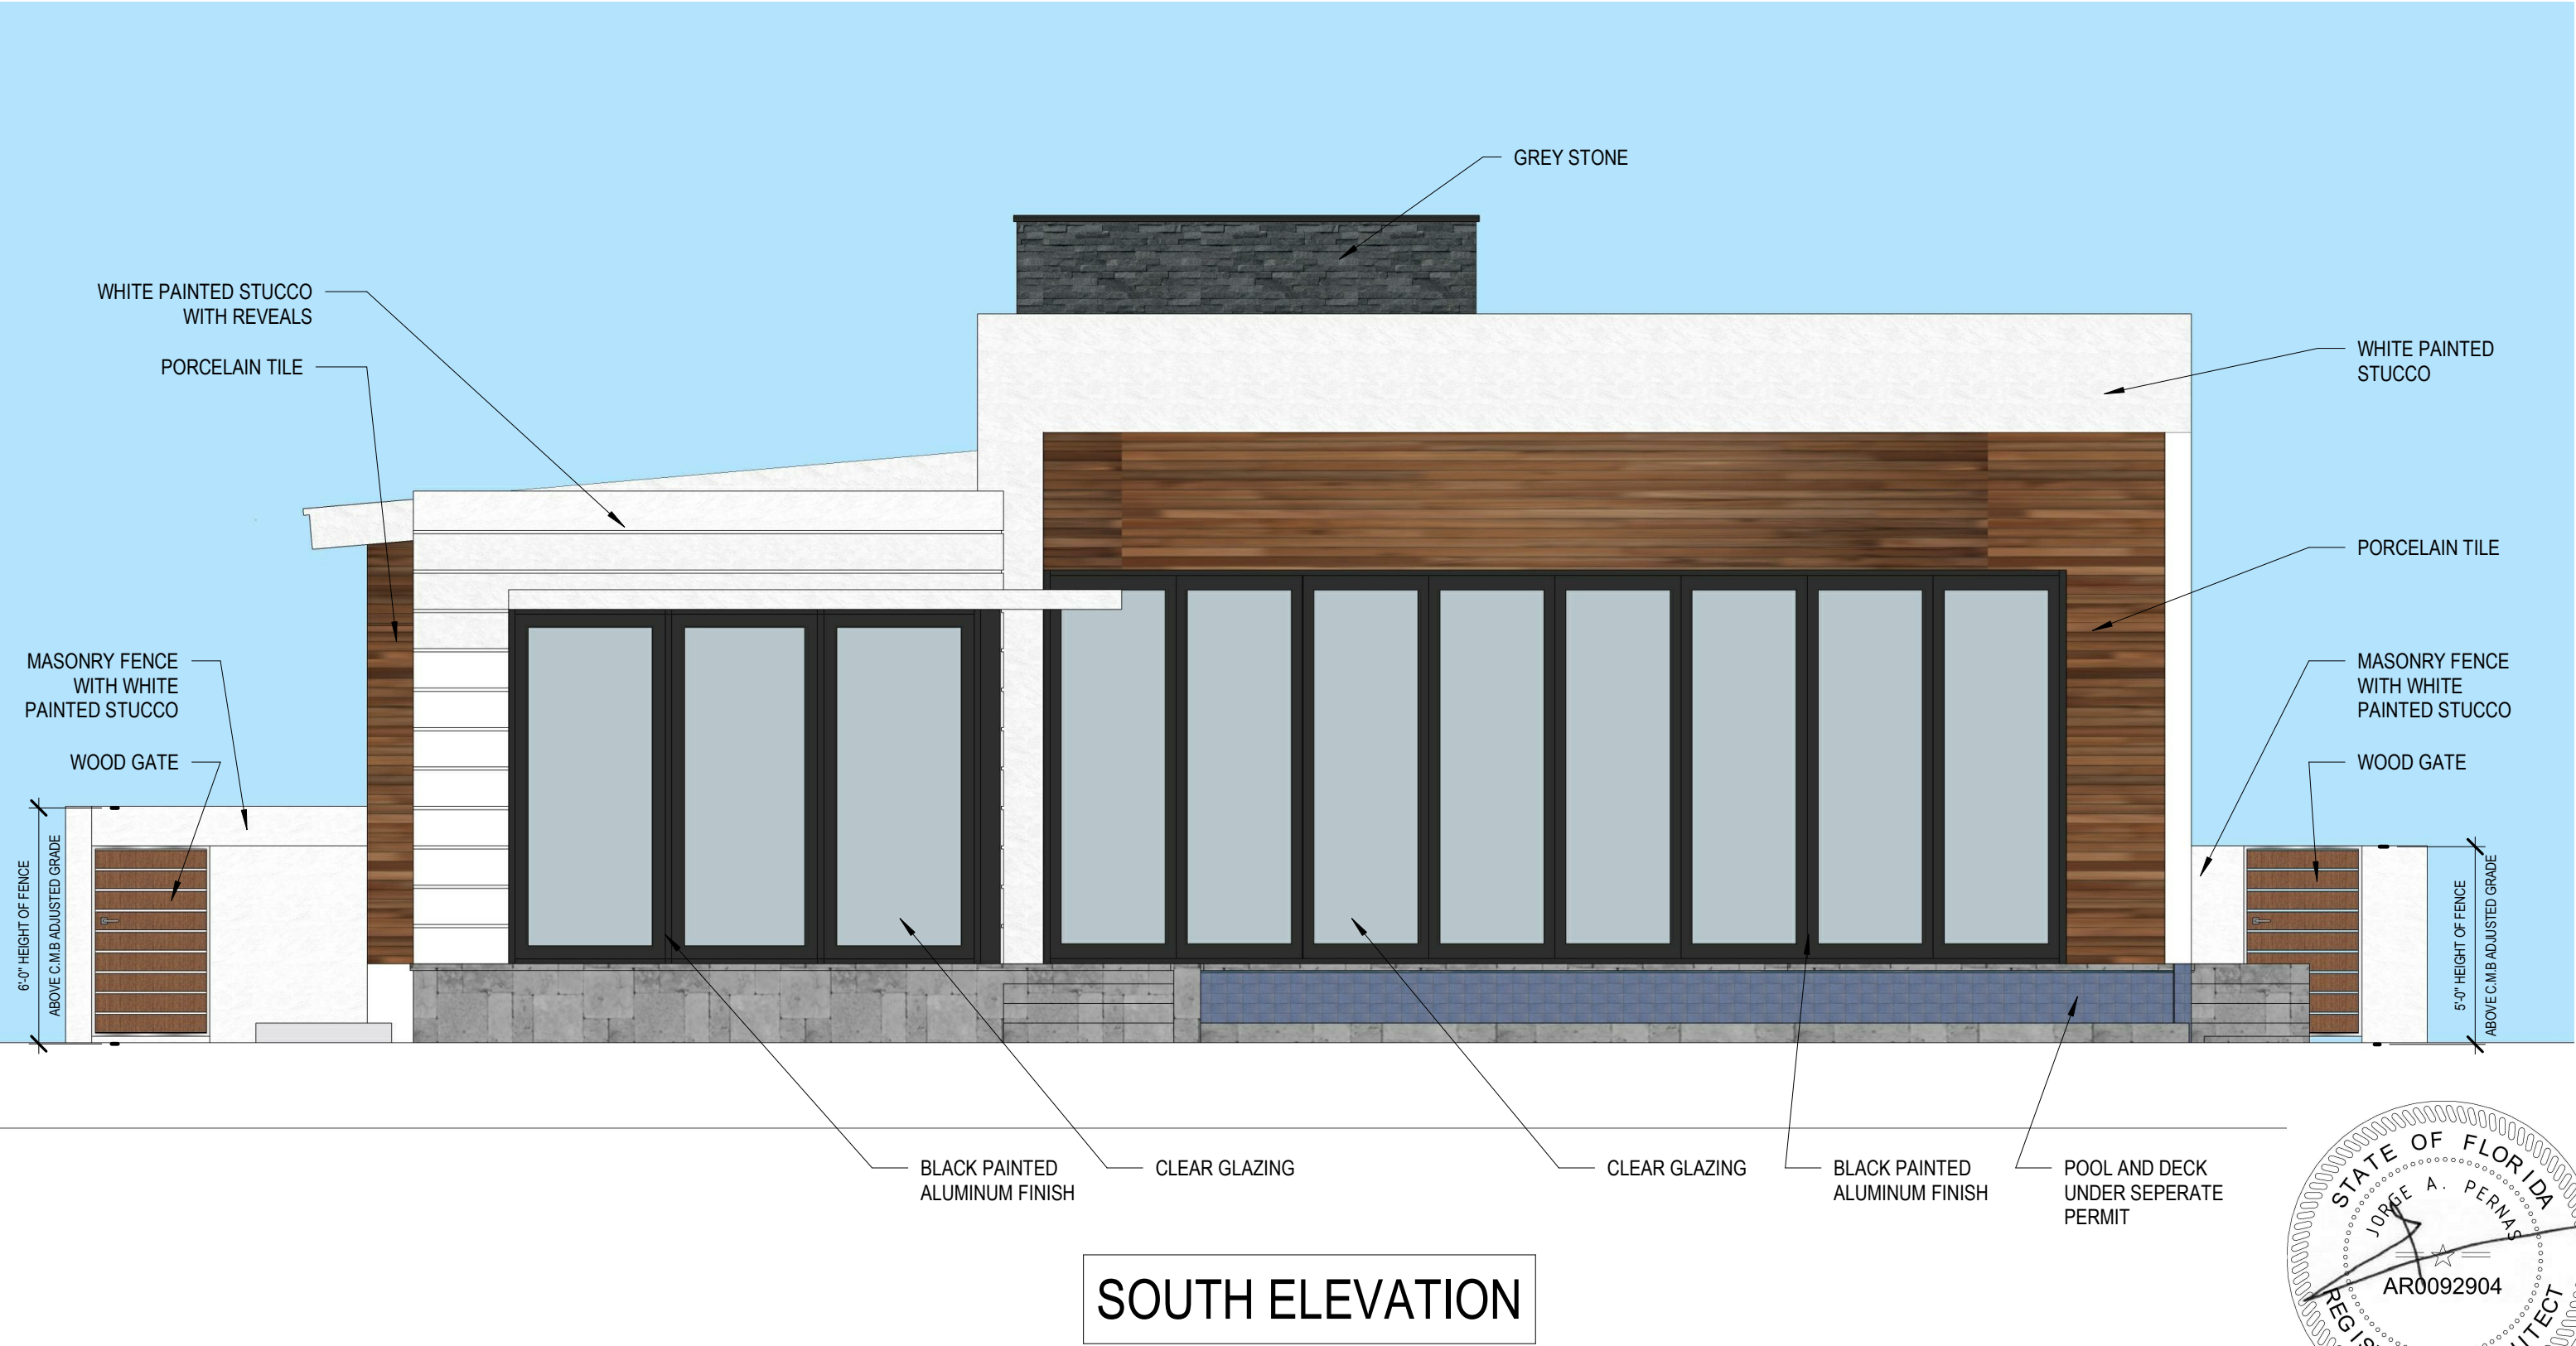 GREY STONE
WHITE PAINTED STUCCO
WITH REVEALS
PORCELAIN TILE
WHITE PAINTED
STUCCO
PORCELAIN TILE
MASONRY FENCE
WITH WHITE
PAINTED STUCCO
WOOD GATE
MASONRY FENCE
WITH WHITE
PAINTED STUCCO
WOOD GATE
6'-0" HEIGHT OF FENCE
ABOVE C.M.B ADJUSTED GRADE
5'-0" HEIGHT OF FENCE
ABOVE C.M.B ADJUSTED GRADE
BLACK PAINTED
ALUMINUM FINISH
CLEAR GLAZING
CLEAR GLAZING
BLACK PAINTED
ALUMINUM FINISH
POOL AND DECK
UNDER SEPERATE
PERMIT
SOUTH ELEVATION
STATE OF FLORIDA
JORGE A. PERNAS
AR0092904